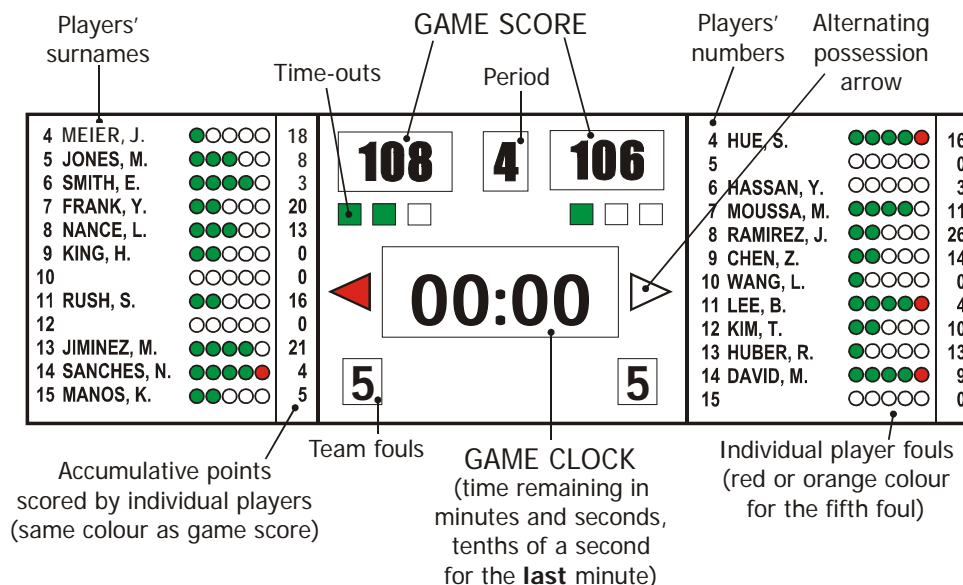 Players'
surnames
Time-outs
GAME SCORE
Period
Players'
numbers
Alternating
possession
arrow
4 MEIER, J. 18
5 JONES, M. 8
6 SMITH, E. 3
7 FRANK, Y. 20
8 NANCE, L. 13
9 KING, H. 0
10 0
11 RUSH, S. 16
12 0
13 JIMINEZ, M. 21
14 SANCHES, N. 4
15 MANOS, K. 5
108 4 106
00:00
5 5
4 HUE, S. 16
5 0
6 HASSAN, Y. 3
7 MOUSSA, M. 11
8 RAMIREZ, J. 26
9 CHEN, Z. 14
10 WANG, L. 0
11 LEE, B. 4
12 KIM, T. 10
13 HUBER, R. 13
14 DAVID, M. 9
15 0
Accumulative points
scored by individual players
(same colour as game score)
Team fouls
GAME CLOCK
(time remaining in
minutes and seconds,
tenths of a second
for the last minute)
Individual player fouls
(red or orange colour
for the fifth foul)